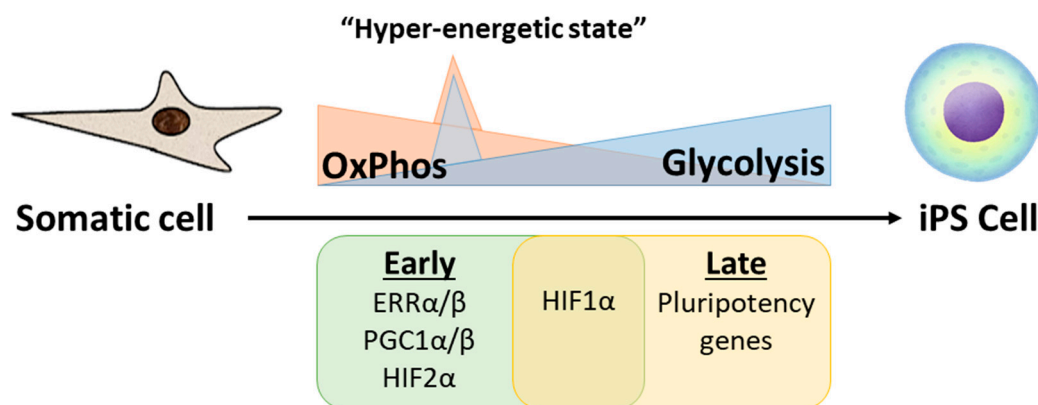 “Hyper-energetic state”
OxPhos
Glycolysis
Somatic cell
iPS Cell
Early
ERRα/β
PGC1α/β
HIF2α
HIF1α
Late
Pluripotency
genes